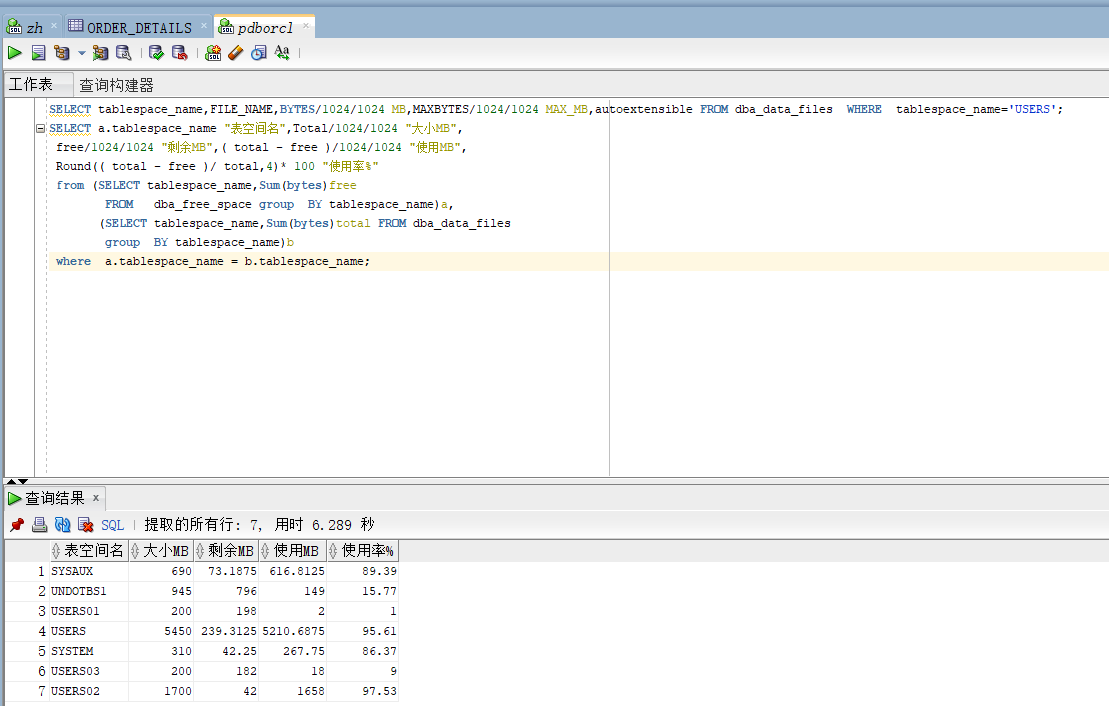 zh × ORDER_DETAILS × pdborcl ×
工作表 查询构建器
SELECT tablespace_name,FILE_NAME,BYTES/1024/1024 MB,MAXBYTES/1024/1024 MAX_MB,autoextensible FROM dba_data_files  WHERE  tablespace_name='USERS';
SELECT a.tablespace_name "表空间名",Total/1024/1024 "大小MB",
free/1024/1024 "剩余MB",( total - free )/1024/1024 "使用MB",
Round(( total - free )/ total,4)* 100 "使用率%"
from (SELECT tablespace_name,Sum(bytes)free
FROM   dba_free_space group  BY tablespace_name)a,
(SELECT tablespace_name,Sum(bytes)total FROM dba_data_files
group  BY tablespace_name)b
where  a.tablespace_name = b.tablespace_name;
查询结果 ×
SQL | 提取的所有行: 7, 用时 6.289 秒
表空间名 大小MB 剩余MB 使用MB 使用率%
1 SYSAUX 690 73.1875 616.8125 89.39
2 UNDOTBS1 945 796 149 15.77
3 USERS01 200 198 2 1
4 USERS 5450 239.3125 5210.6875 95.61
5 SYSTEM 310 42.25 267.75 86.37
6 USERS03 200 182 18 9
7 USERS02 1700 42 1658 97.53